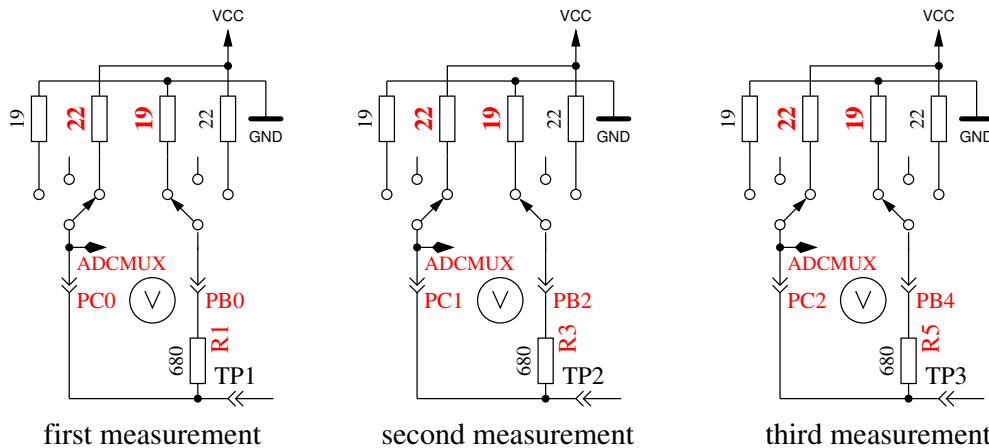 VCC
19
22
19
22
GND
ADCMUX
PC0
V
PB0
R1
680
TP1
first measurement
VCC
19
22
19
22
GND
ADCMUX
PC1
V
PB2
R3
680
TP2
second measurement
VCC
19
22
19
22
GND
ADCMUX
PC2
V
PB4
R5
680
TP3
third measurement